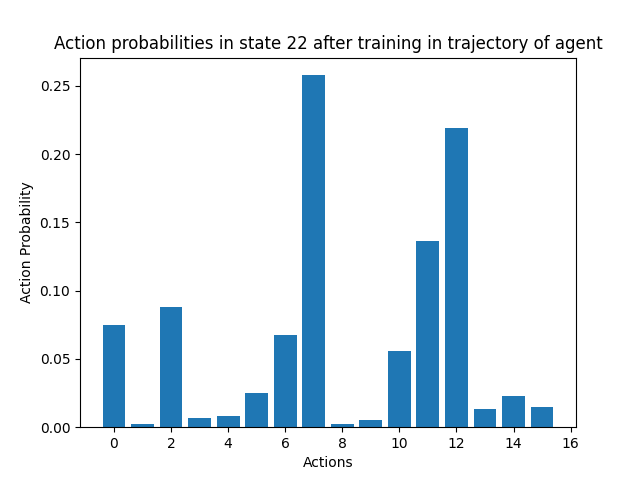 Action probabilities in state 22 after training in trajectory of agent
0.25
0.20
0.15
0.10
0.05
0.00
Action Probability
0 2 4 6 8 10 12 14 16
Actions